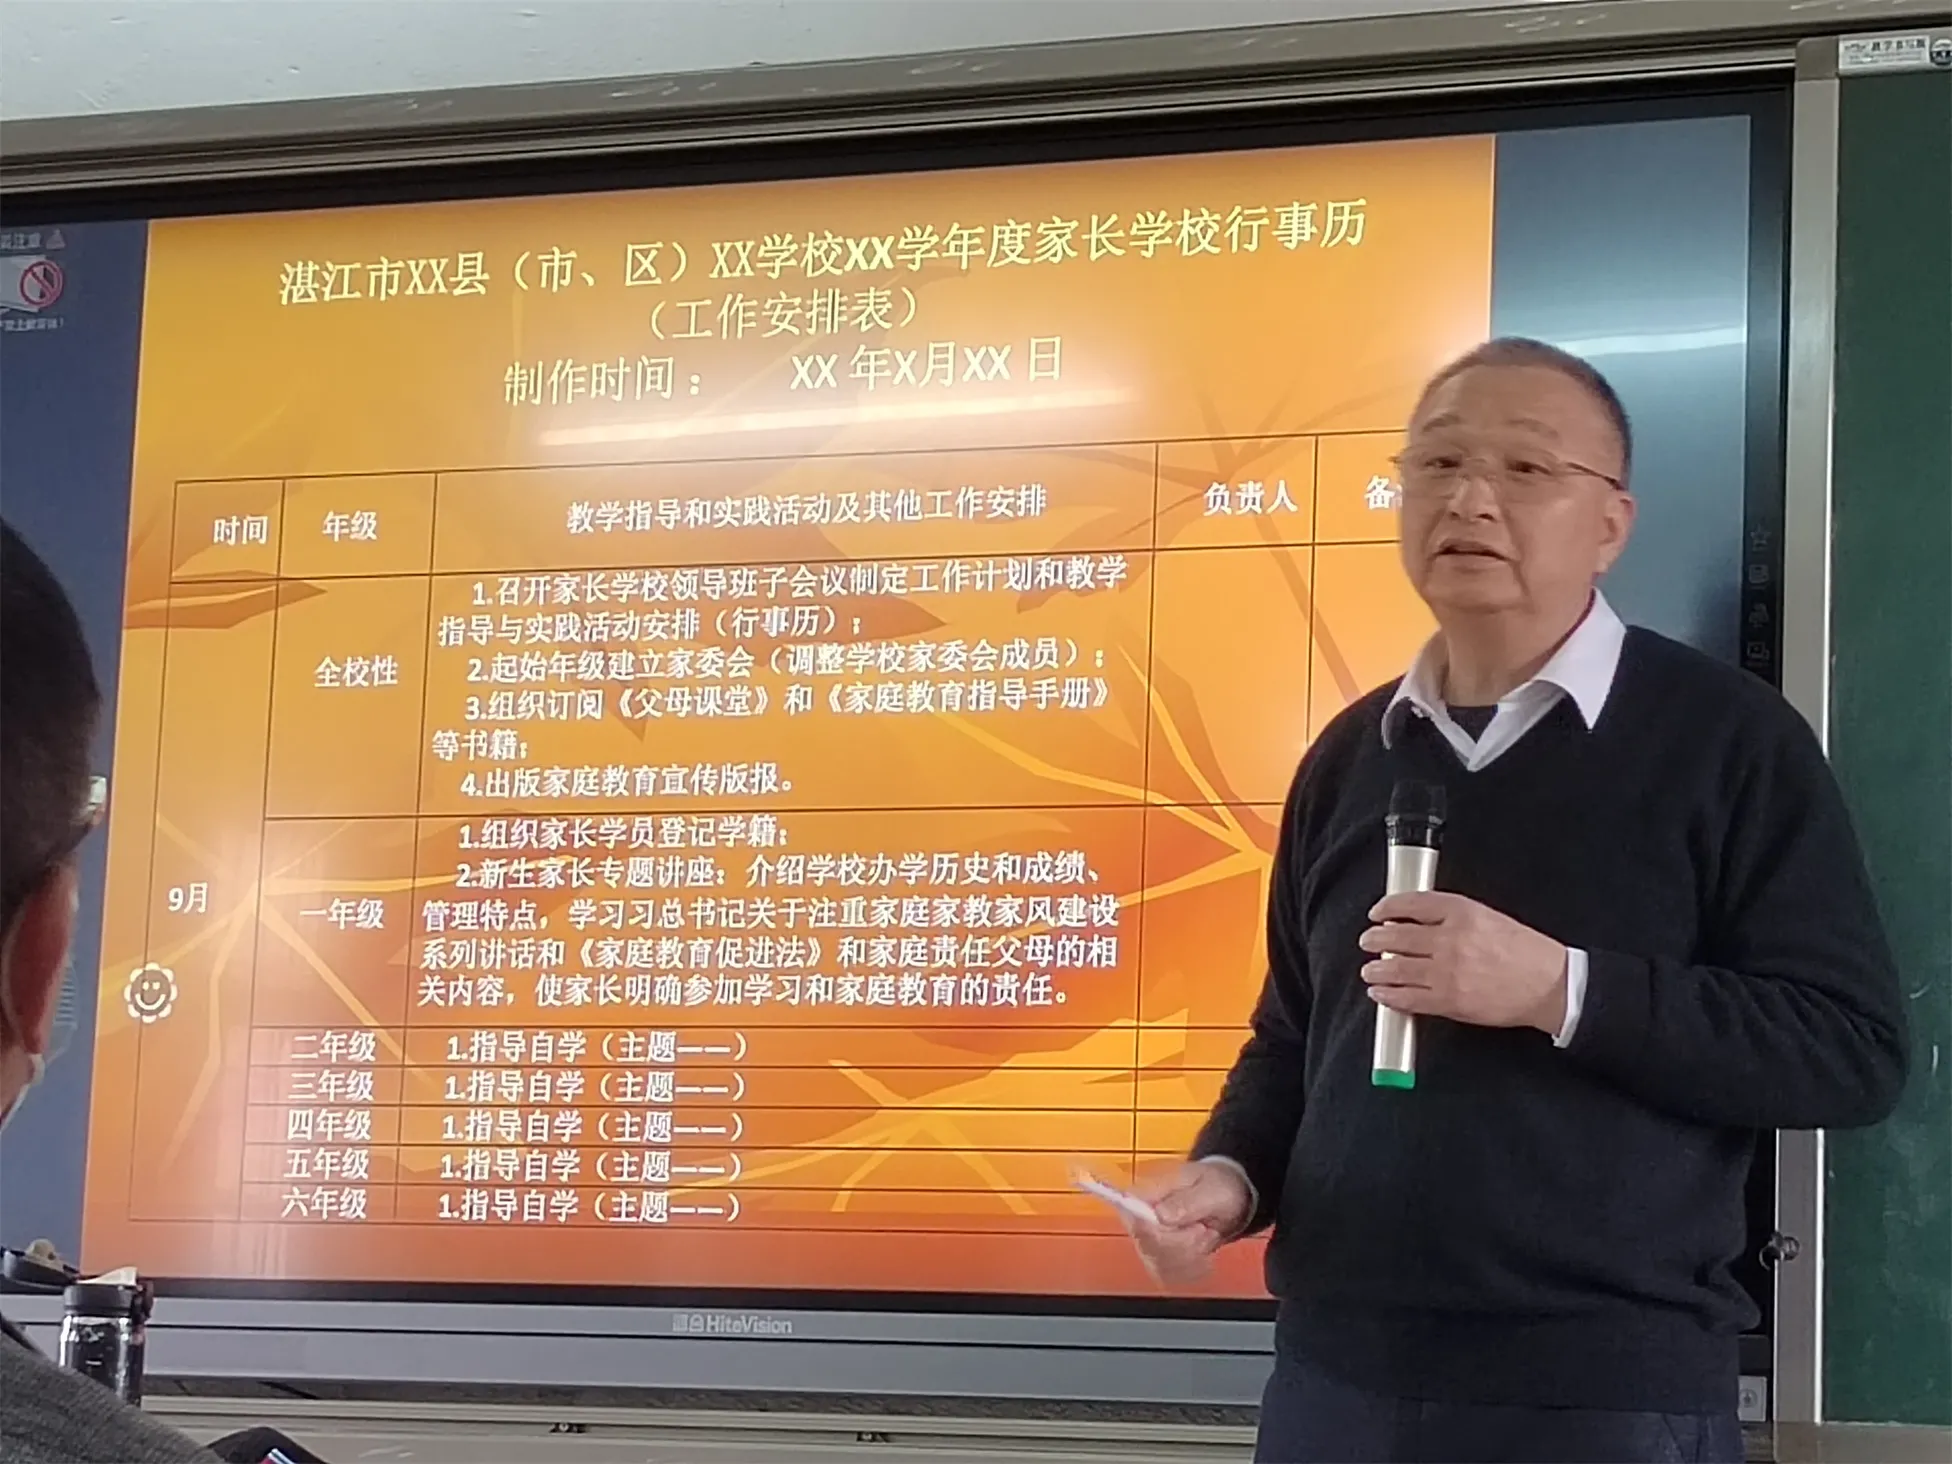 湛江市XX县（市、区）XX学校XX学年度家长学校行事历
（工作安排表）
制作时间： XX 年X月XX 日
时间 年级 教学指导和实践活动及其他工作安排 负责人 备
1.召开家长学校领导班子会议制定工作计划和教学
指导与实践活动安排（行事历）；
全校性
2.起始年级建立家委会（调整学校家委会成员）；
3.组织订阅《父母课堂》和《家庭教育指导手册》
等书籍；
4.出版家庭教育宣传版报。
9月
一年级
1.组织家长学员登记学籍；
2.新生家长专题讲座：介绍学校办学历史和成绩、
管理特点，学习习总书记关于注重家庭家教家风建设
系列讲话和《家庭教育促进法》和家庭责任父母的相
关内容，使家长明确参加学习和家庭教育的责任。
二年级 1.指导自学（主题——）
三年级 1.指导自学（主题——）
四年级 1.指导自学（主题——）
五年级 1.指导自学（主题——）
六年级 1.指导自学（主题——）
HiteVision